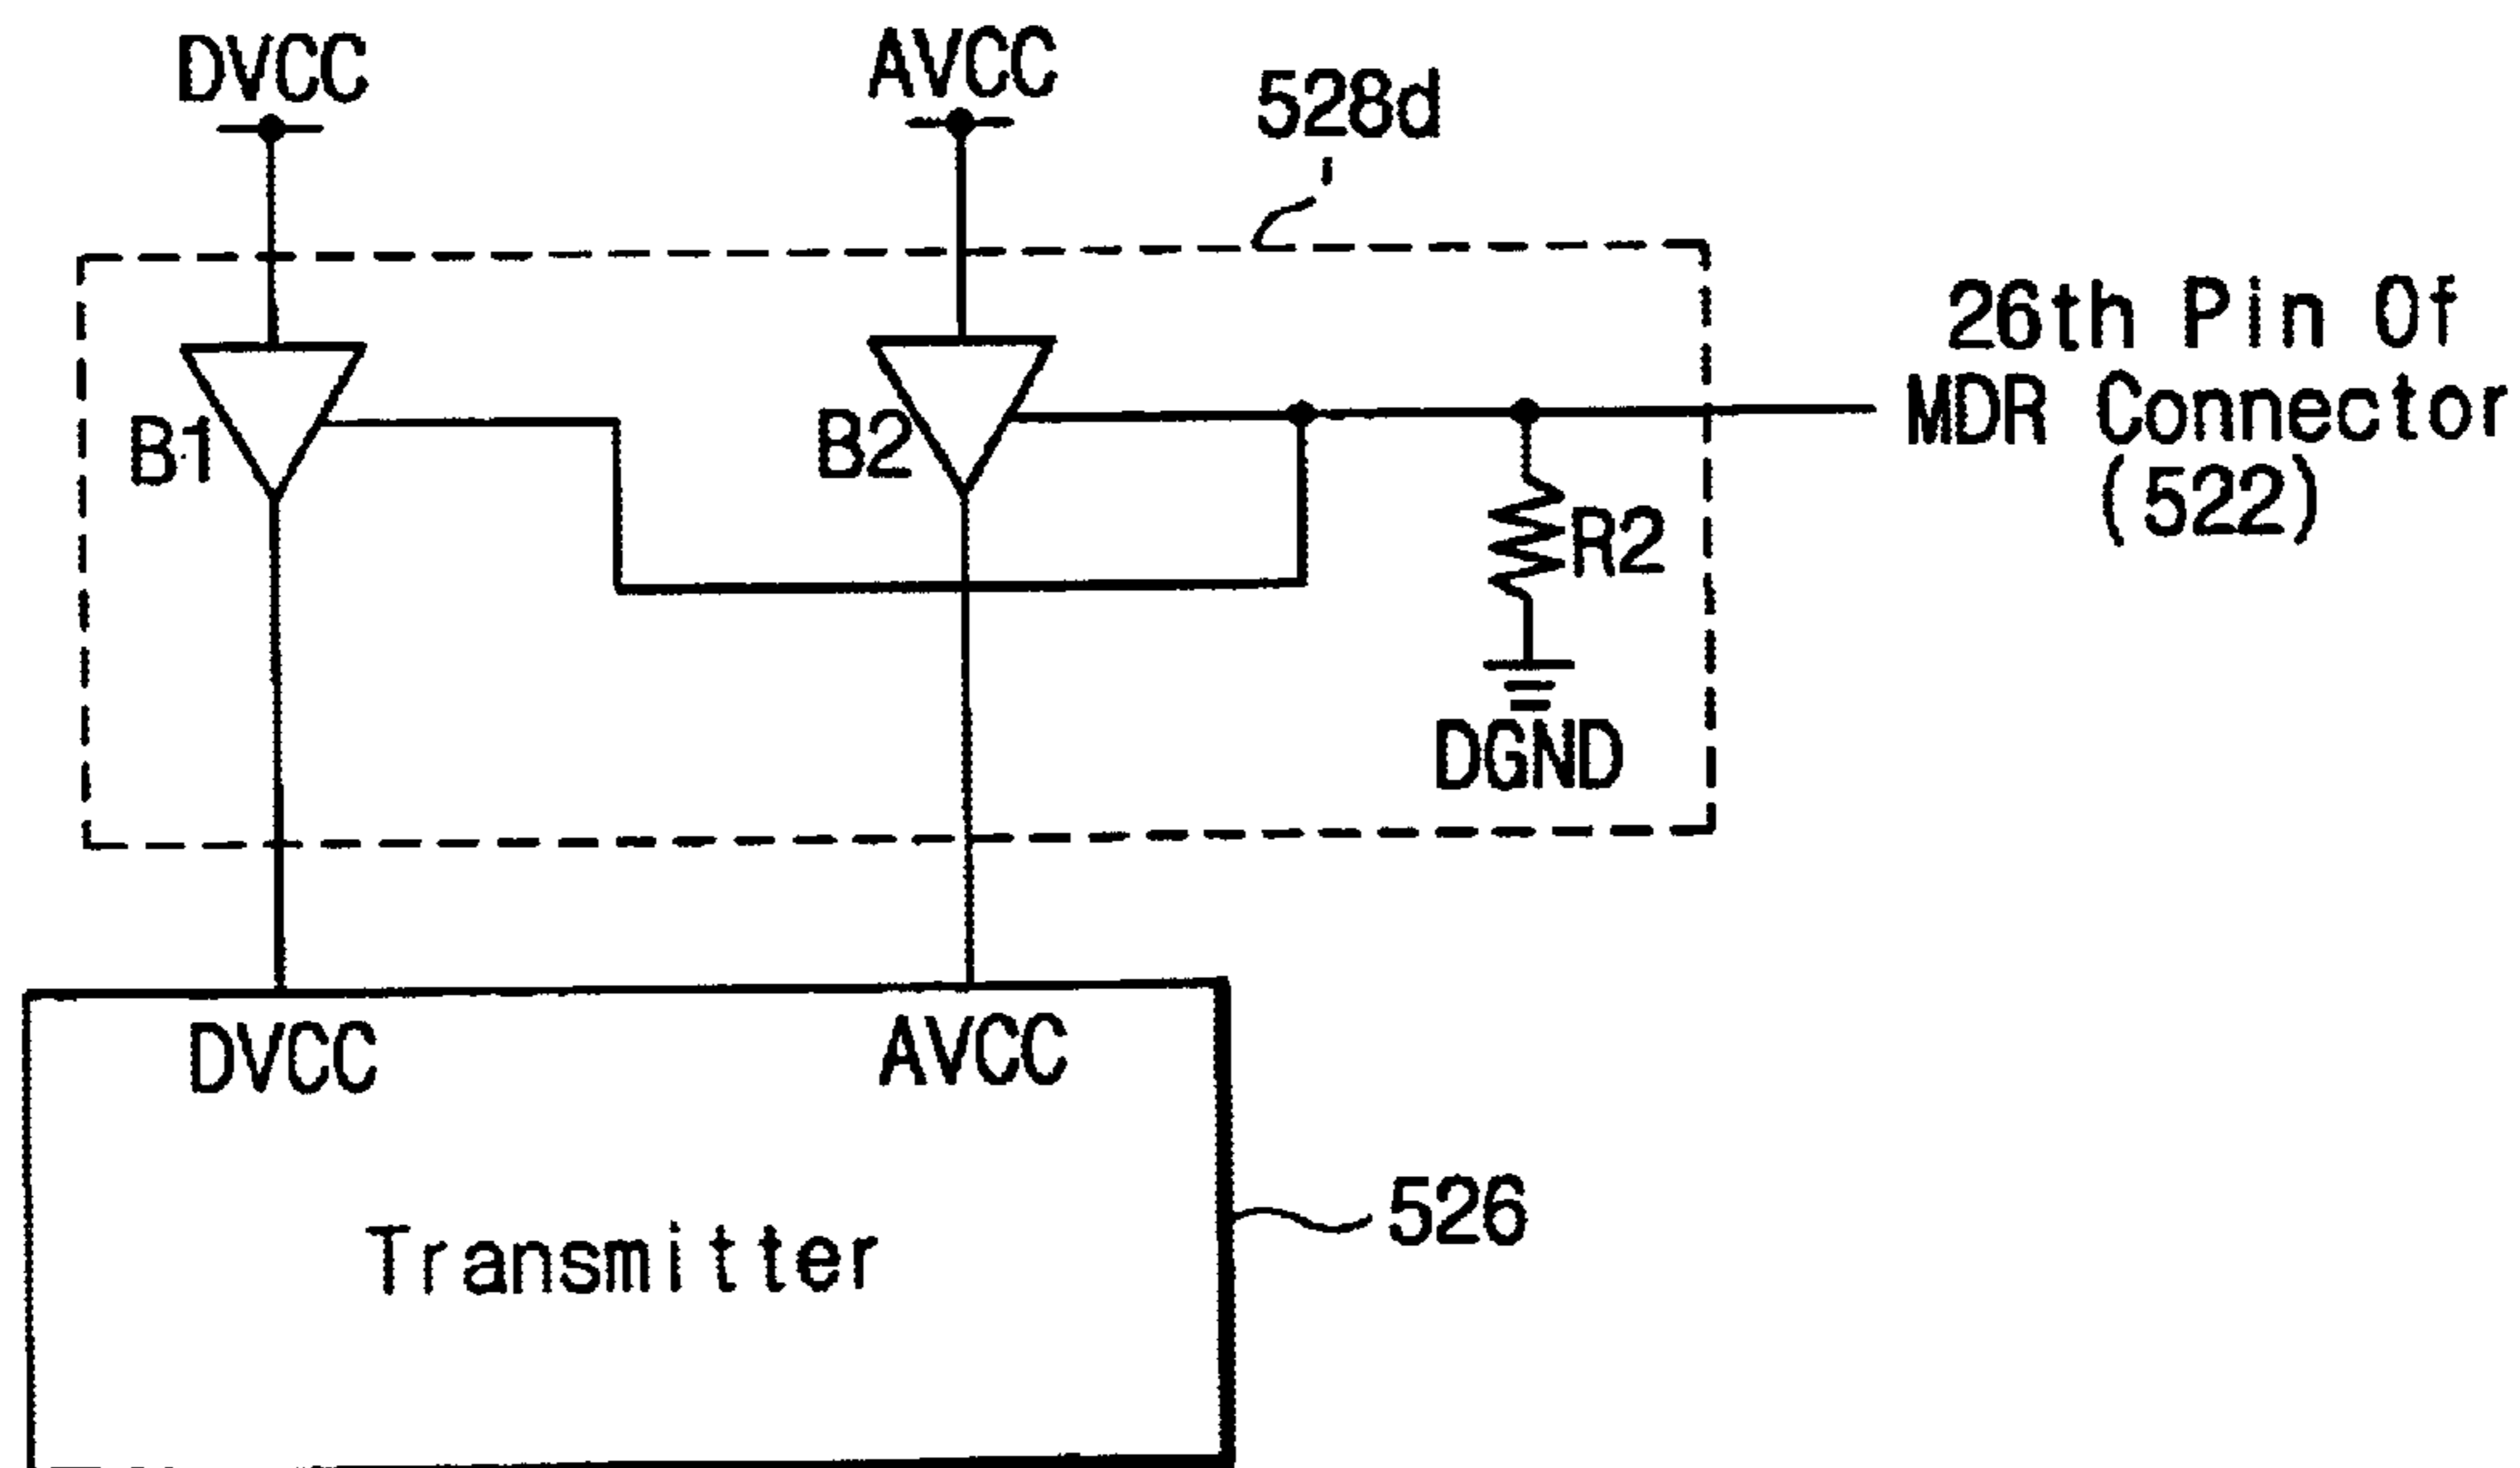 DVCC
AVCC
528d
26th Pin Of
MDR Connector
(522)
B1
B2
R2
DGND
DVCC
AVCC
Transmitter
526